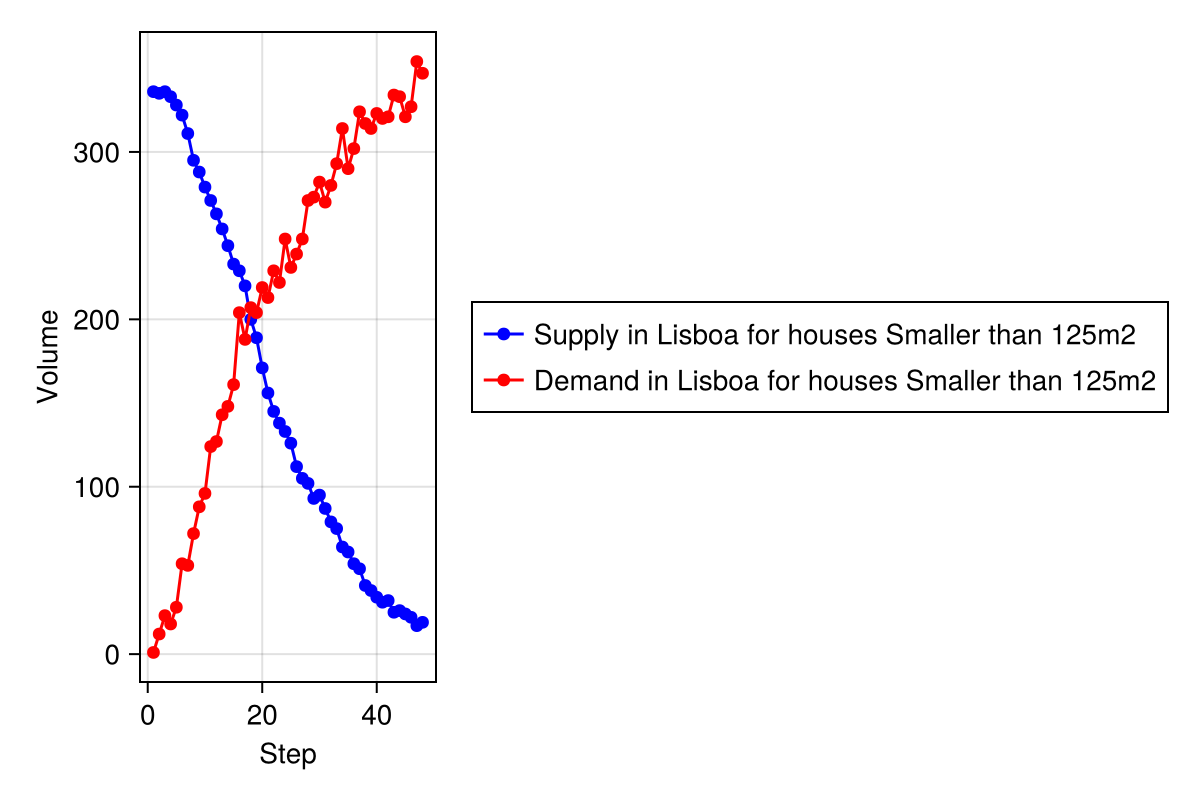 Volume
300
200
100
0
0 20 40
Step
Supply in Lisboa for houses Smaller than 125m2
Demand in Lisboa for houses Smaller than 125m2